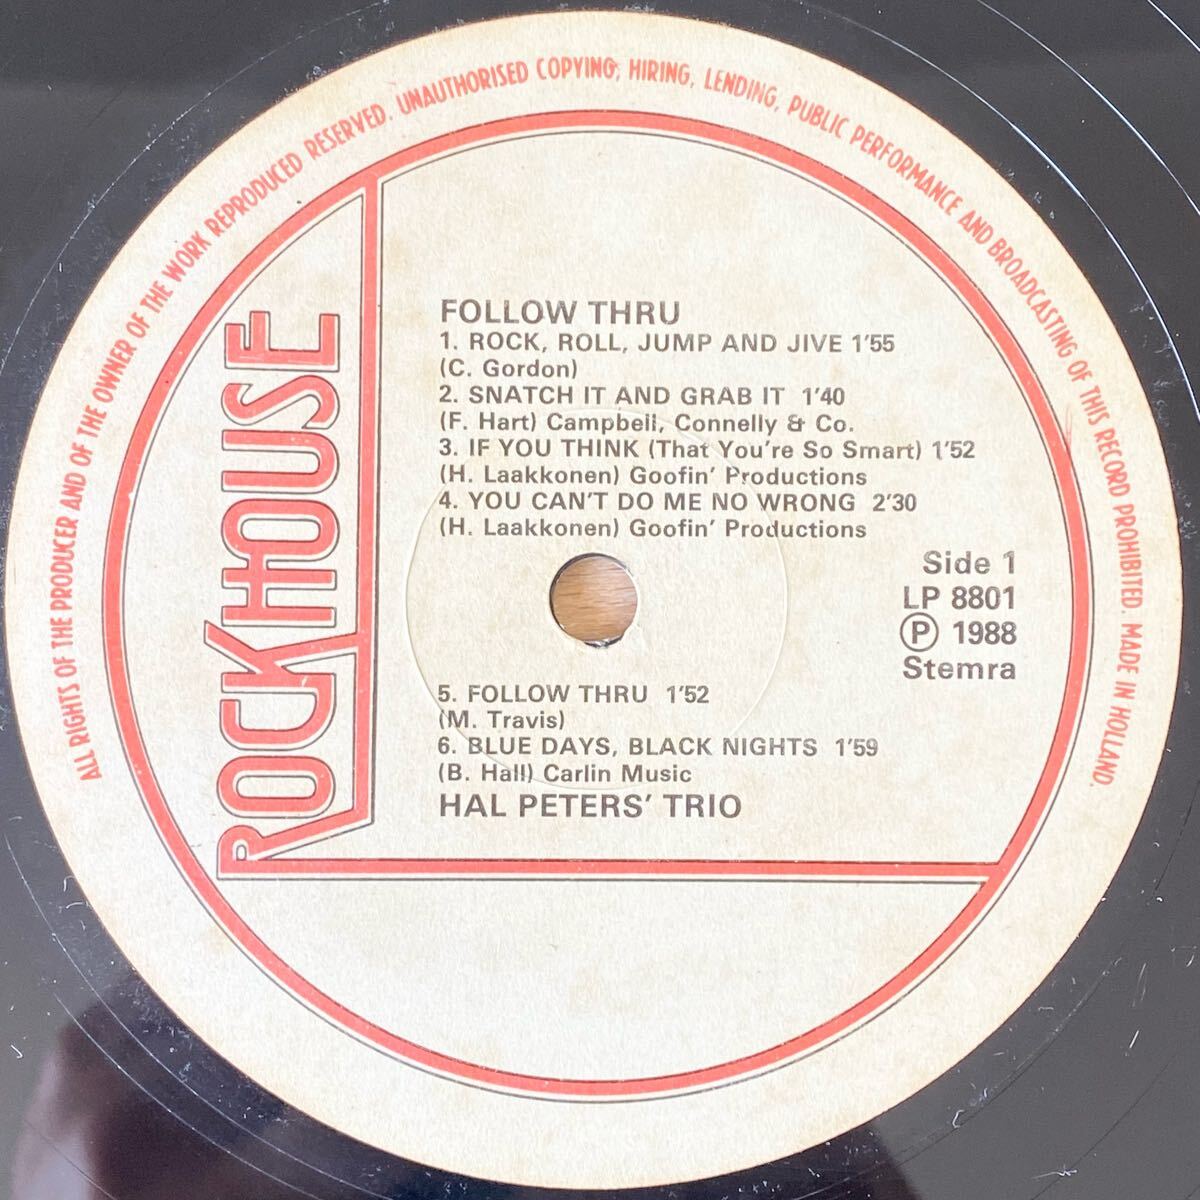 ALL RIGHTS OF THE PRODUCER AND OF THE OWNER OF THE WORK REPRODUCED RESERVED. UNAUTHORISED COPYING, HIRING, LENDING, PUBLIC PERFORMANCE AND BROADCASTING OF THIS RECORD PROHIBITED. MADE IN HOLLAND.
ROCKHOUSE
FOLLOW THRU
1. ROCK, ROLL, JUMP AND JIVE 1'55
(C. Gordon)
2. SNATCH IT AND GRAB IT 1'40
(F. Hart) Campbell, Connelly & Co.
3. IF YOU THINK (That You're So Smart) 1'52
(H. Laakkonen) Goofin' Productions
4. YOU CAN'T DO ME NO WRONG 2'30
(H. Laakkonen) Goofin' Productions
Side 1
LP 8801
Ⓟ 1988
Stemra
5. FOLLOW THRU 1'52
(M. Travis)
6. BLUE DAYS, BLACK NIGHTS 1'59
(B. Hall) Carlin Music
HAL PETERS' TRIO